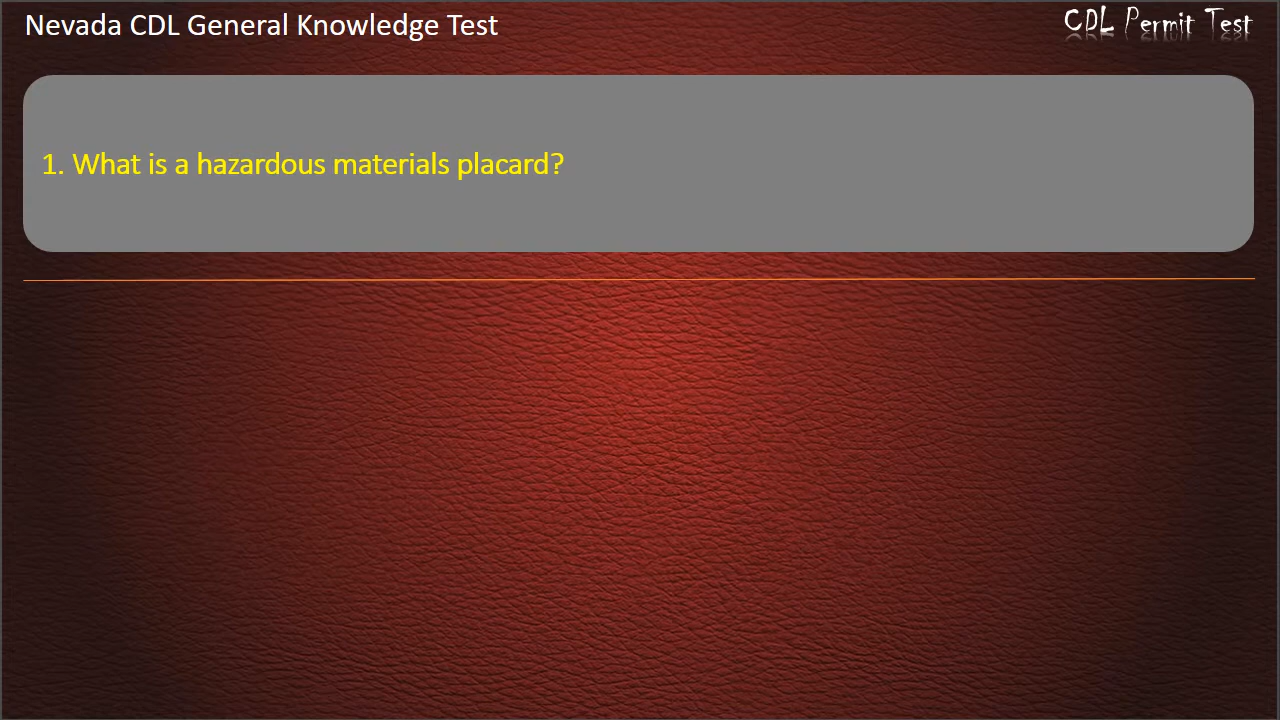 Nevada CDL General Knowledge Test
CDL Permit Test
1. What is a hazardous materials placard?